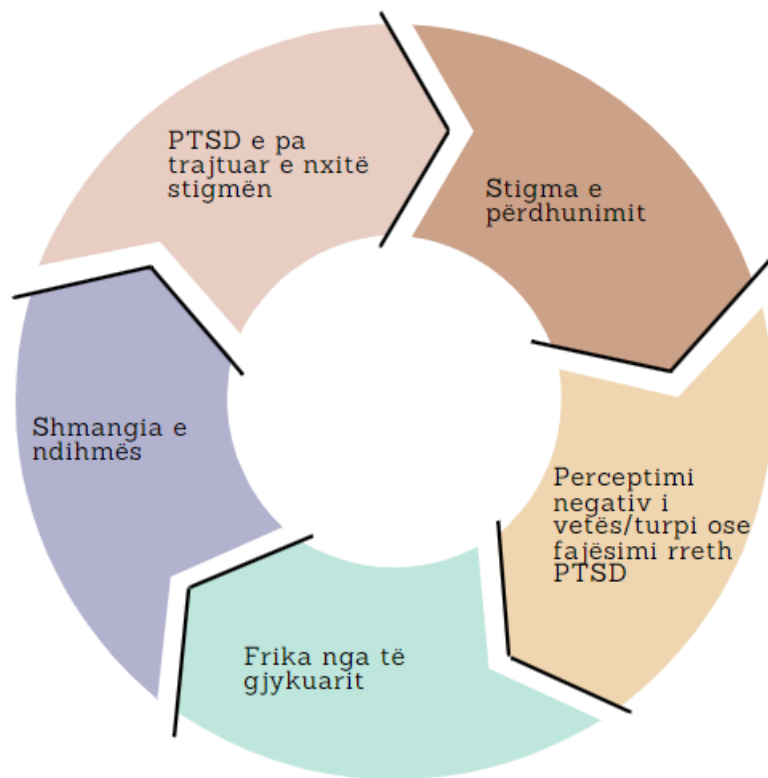 PTSD e pa
trajtuar e nxitë
stigmën
Stigma e
përdhunimit
Perceptimi
negativ i
vetës/turpi ose
fajësimi rreth
PTSD
Frika nga të
gjykuarit
Shmangia e
ndihmës